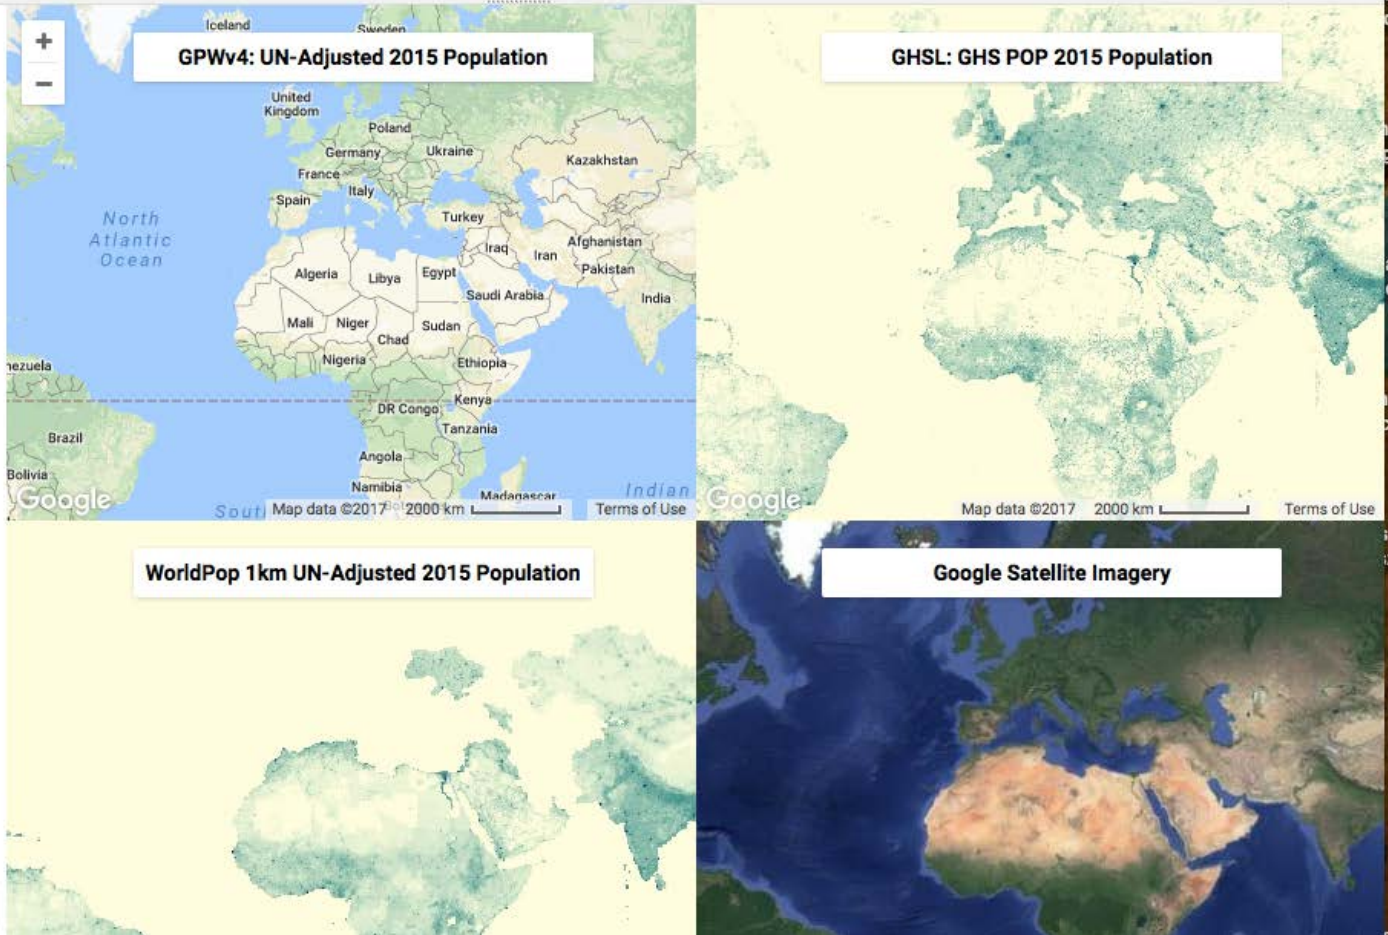 Iceland
Sweden
GPWv4: UN-Adjusted 2015 Population
+
−
United
Kingdom
Poland
Germany
Ukraine
France
Kazakhstan
Italy
Spain
Turkey
North
Atlantic
Ocean
Iraq
Iran
Afghanistan
Pakistan
Algeria
Libya
Egypt
Saudi Arabia
India
Mali
Niger
Sudan
Chad
Nigeria
Ethiopia
nezuela
Kenya
DR Congo
Tanzania
Brazil
Angola
Bolivia
Namibia
Madagascar
Indian
Google
Sout
Map data ©2017 2000 km Terms of Use
GHSL: GHS POP 2015 Population
Google
Map data ©2017 2000 km Terms of Use
WorldPop 1km UN-Adjusted 2015 Population
Google Satellite Imagery